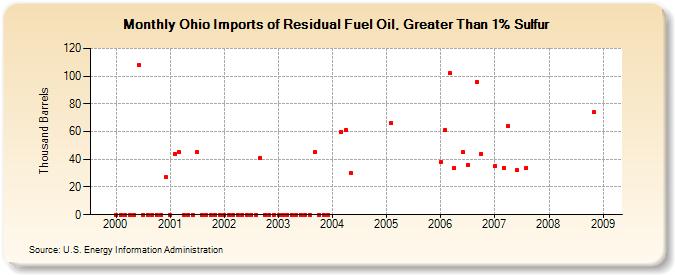 Monthly Ohio Imports of Residual Fuel Oil, Greater Than 1% Sulfur
Thousand Barrels
120
100
80
60
40
20
0
2000 2001 2002 2003 2004 2005 2006 2007 2008 2009
Source: U.S. Energy Information Administration